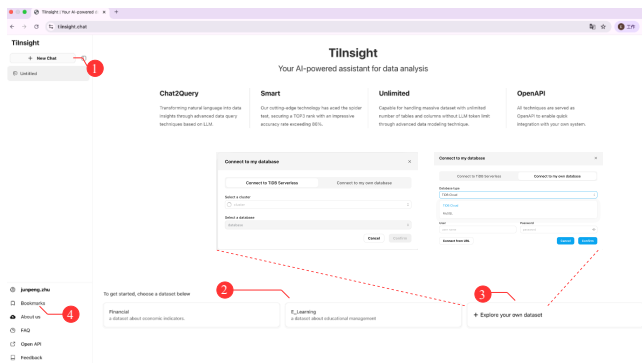 TiInsight | Your AI-powered da
tiinsight.chat
工作
TiInsight
+ New Chat
1
Untitled
TiInsight
Your AI-powered assistant for data analysis
Chat2Query
Transforming natural language into data
insights through advanced data query
techniques based on LLM.
Smart
Our cutting-edge technology has aced the spider
test, securing a TOP3 rank with an impressive
accuracy rate exceeding 86%.
Unlimited
Capable for handling massive dataset with unlimited
number of tables and columns without LLM token limit
through advanced data modeling technique.
OpenAPI
All techniques are served as
OpenAPI to enable quick
integration with your own system.
Connect to my database
Connect to TiDB Serverless
Connect to my own database
Select a cluster
Cluster
Select a database
Database
Cancel
Confirm
Connect to my database
Connect to TiDB Serverless
Connect to my own database
Database type
TiDB Cloud
TiDB Cloud
MySQL
User
Password
Connect from URL
Cancel
Confirm
To get started, choose a dataset below
2
Financial
a dataset about economic indicators.
E_Learning
a dataset about educational management
3
+ Explore your own dataset
junpeng.zhu
Bookmarks
4
About us
FAQ
Open API
Feedback